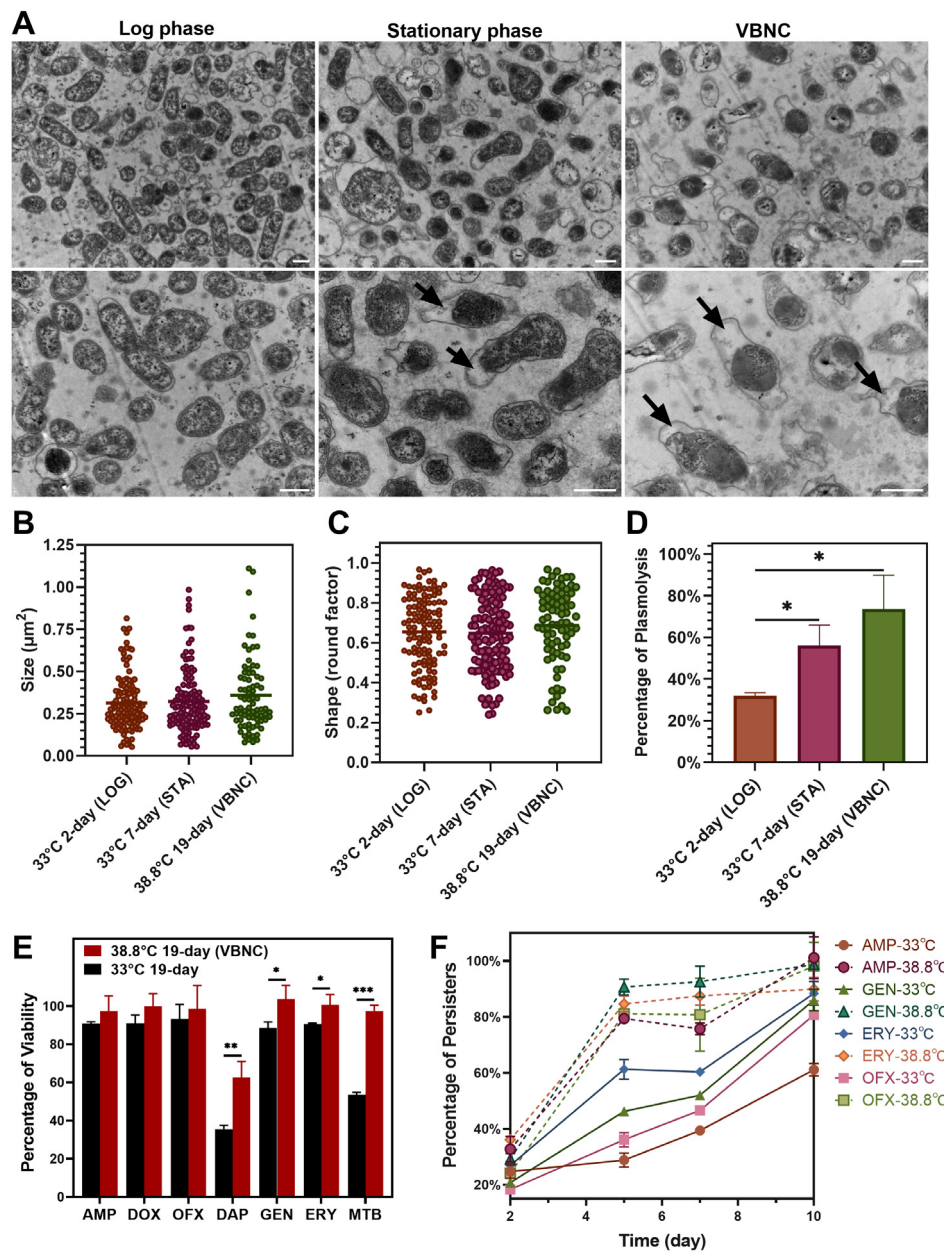 A
Log phase
Stationary phase
VBNC
B
Size (µm²)
1.25
1.00
0.75
0.50
0.25
0.00
33°C 2-day (LOG)
33°C 7-day (STA)
38.8°C 19-day (VBNC)
C
Shape (round factor)
1.0
0.8
0.6
0.4
0.2
0.0
33°C 2-day (LOG)
33°C 7-day (STA)
38.8°C 19-day (VBNC)
D
Percentage of Plasmolysis
100%
80%
60%
40%
20%
0%
*
*
33°C 2-day (LOG)
33°C 7-day (STA)
38.8°C 19-day (VBNC)
E
38.8°C 19-day (VBNC)
33°C 19-day
Percentage of Viability
100
80
60
40
20
0
**
*
*
***
AMP DOX OFX DAP GEN ERY MTB
F
Percentage of Persisters
100%
80%
60%
40%
20%
2 4 6 8 10
Time (day)
AMP-33°C
AMP-38.8°C
GEN-33°C
GEN-38.8°C
ERY-33°C
ERY-38.8°C
OFX-33°C
OFX-38.8°C